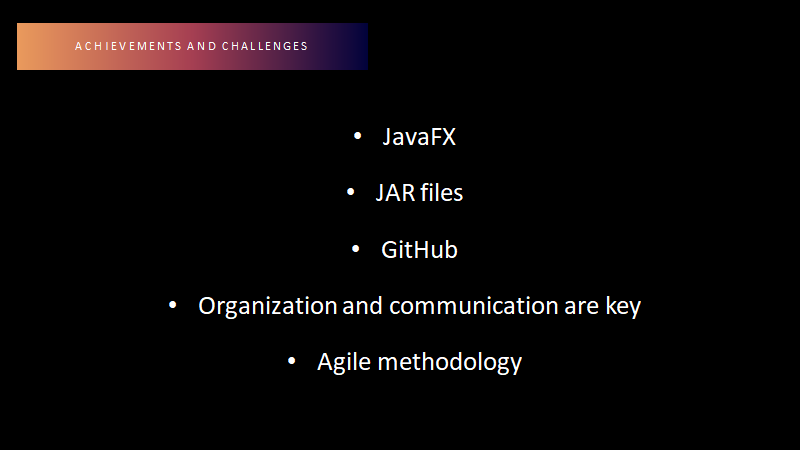 ACHIEVEMENTS AND CHALLENGES
• JavaFX
• JAR files
• GitHub
• Organization and communication are key
• Agile methodology